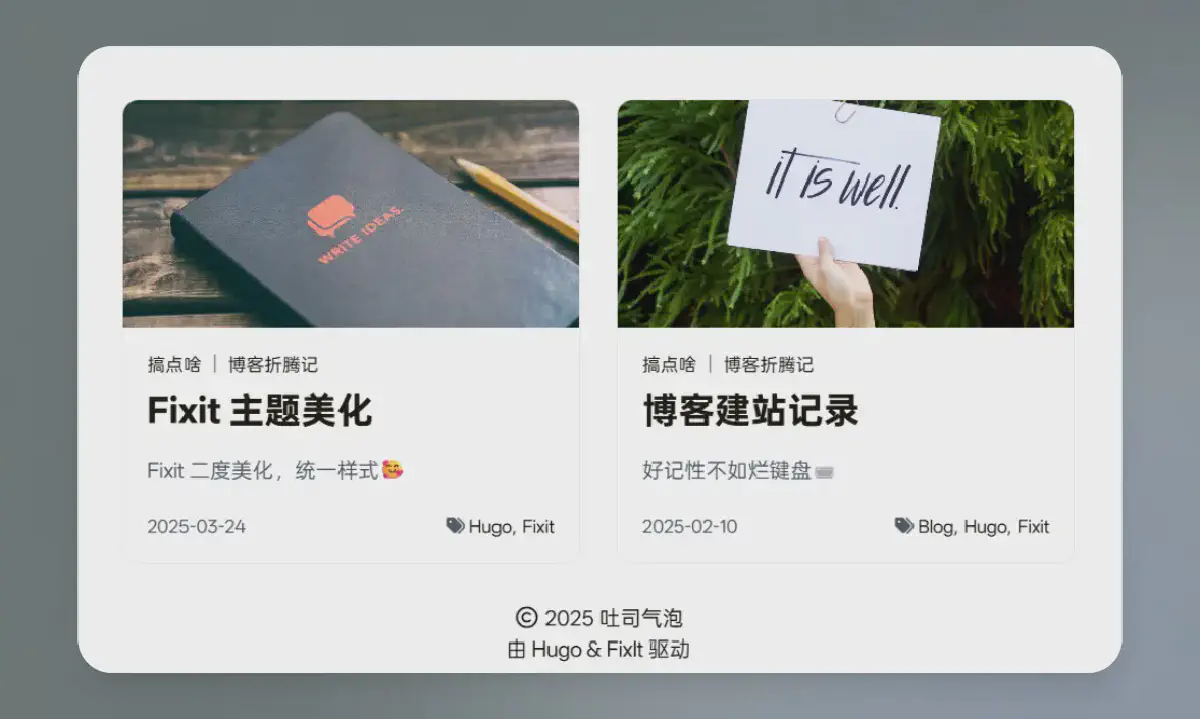 WRITE IDEAS.
搞点啥 | 博客折腾记
Fixit 主题美化
Fixit 二度美化，统一样式🥰
2025-03-24
Hugo, Fixit
it is well.
搞点啥 | 博客折腾记
博客建站记录
好记性不如烂键盘⌨️
2025-02-10
Blog, Hugo, Fixit
© 2025 吐司气泡
由 Hugo & FixIt 驱动